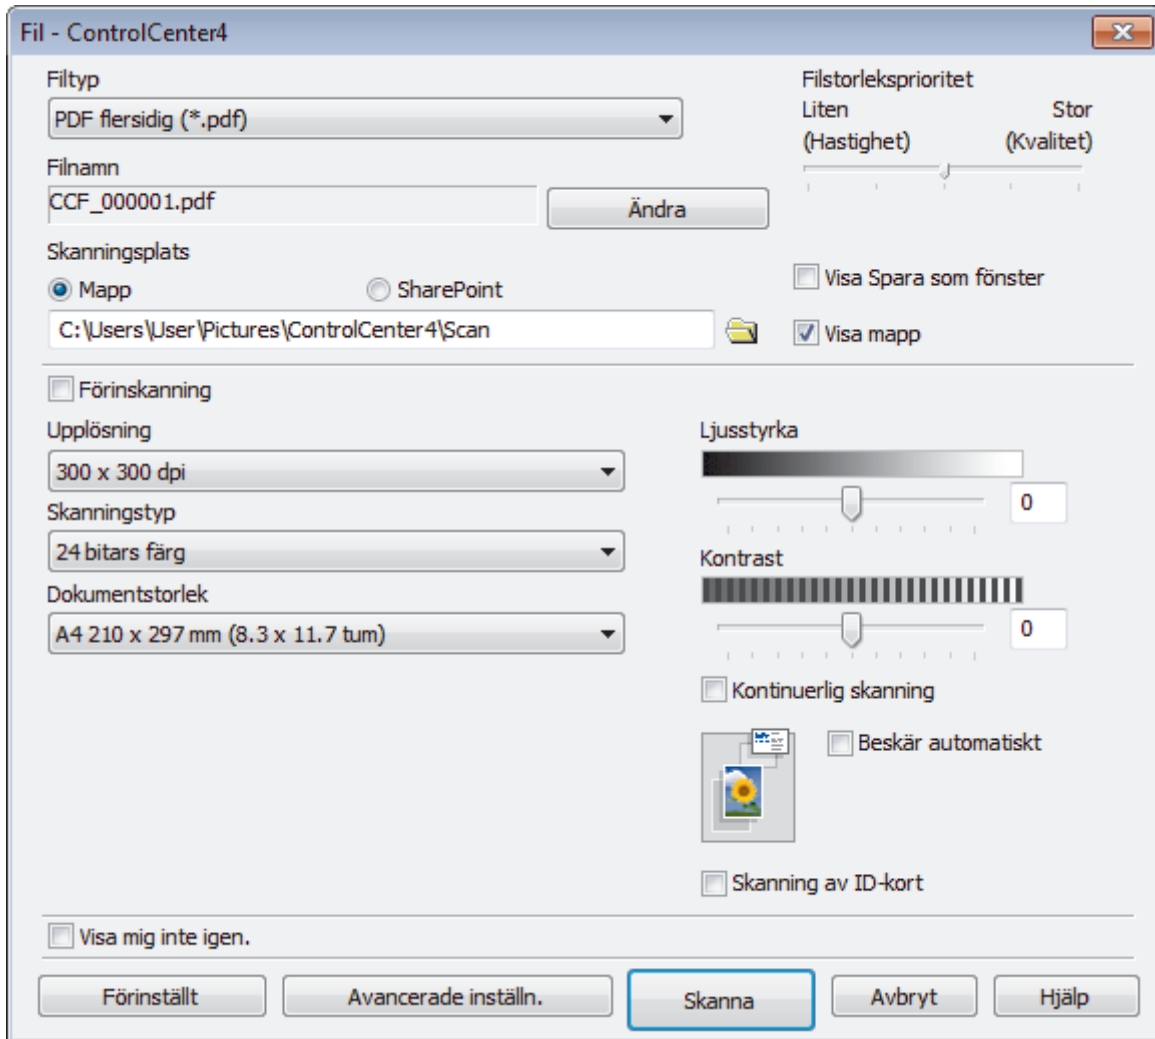 Fil - ControlCenter4
Filtyp
PDF flersidig (*.pdf)
Filstorleksprioritet
Liten Stor
(Hastighet) (Kvalitet)
Filnamn
CCF_000001.pdf
Ändra
Skanningsplats
Mapp SharePoint
Visa Spara som fönster
C:\Users\User\Pictures\ControlCenter4\Scan
Visa mapp
Förinskanning
Upplösning
300 x 300 dpi
Skanningstyp
24 bitars färg
Dokumentstorlek
A4 210 x 297 mm (8.3 x 11.7 tum)
Ljusstyrka
0
Kontrast
0
Kontinuerlig skanning
Beskär automatiskt
Skanning av ID-kort
Visa mig inte igen.
Förinställt Avancerade inställn. Skanna Avbryt Hjälp